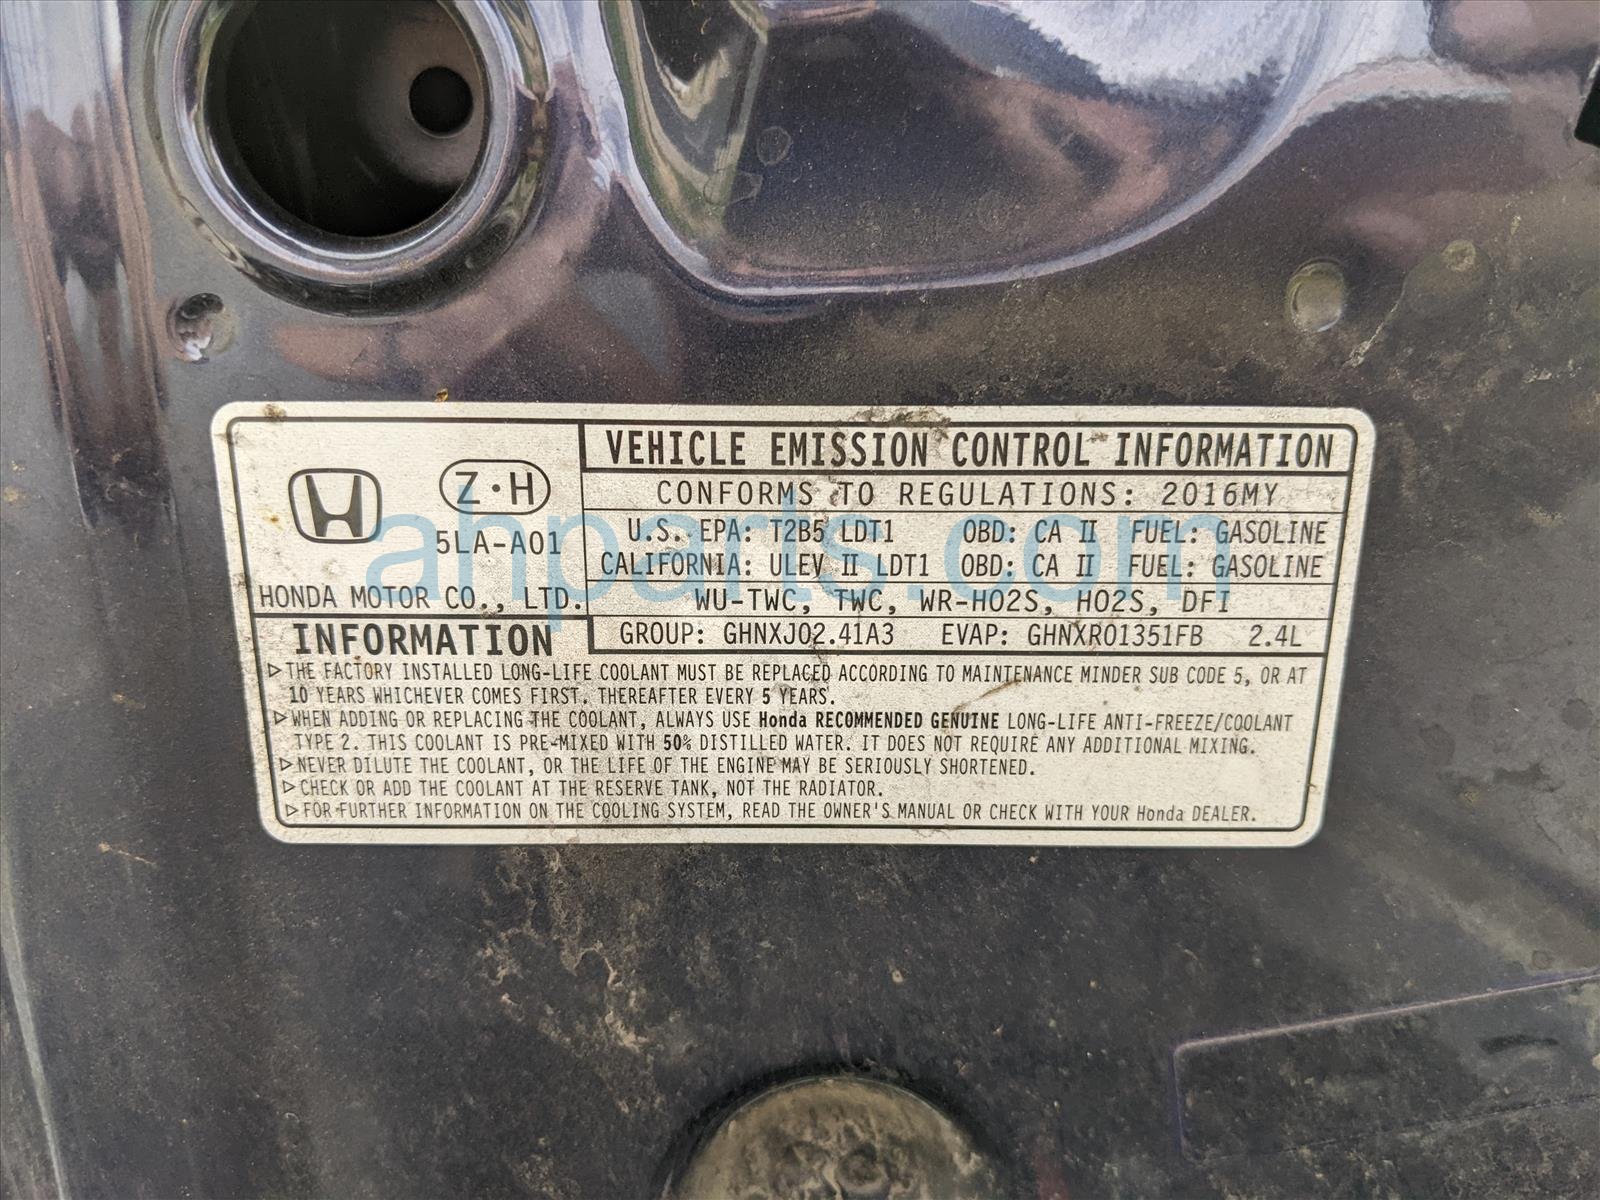 VEHICLE EMISSION CONTROL INFORMATION
Z·H
CONFORMS TO REGULATIONS: 2016MY
5LA-A01
U.S. EPA: T2B5 LDT1 OBD: CA II FUEL: GASOLINE
CALIFORNIA: ULEV II LDT1 OBD: CA II FUEL: GASOLINE
HONDA MOTOR CO., LTD.
WU-TWC, TWC, WR-HO2S, HO2S, DFI
INFORMATION
GROUP: GHNXJ02.41A3 EVAP: GHNXR01351FB 2.4L
▷THE FACTORY INSTALLED LONG-LIFE COOLANT MUST BE REPLACED ACCORDING TO MAINTENANCE MINDER SUB CODE 5, OR AT
10 YEARS WHICHEVER COMES FIRST. THEREAFTER EVERY 5 YEARS.
▷WHEN ADDING OR REPLACING THE COOLANT, ALWAYS USE Honda RECOMMENDED GENUINE LONG-LIFE ANTI-FREEZE/COOLANT
TYPE 2. THIS COOLANT IS PRE-MIXED WITH 50% DISTILLED WATER. IT DOES NOT REQUIRE ANY ADDITIONAL MIXING.
▷NEVER DILUTE THE COOLANT, OR THE LIFE OF THE ENGINE MAY BE SERIOUSLY SHORTENED.
▷CHECK OR ADD THE COOLANT AT THE RESERVE TANK, NOT THE RADIATOR.
▷FOR FURTHER INFORMATION ON THE COOLING SYSTEM, READ THE OWNER'S MANUAL OR CHECK WITH YOUR Honda DEALER.
ahparts.com